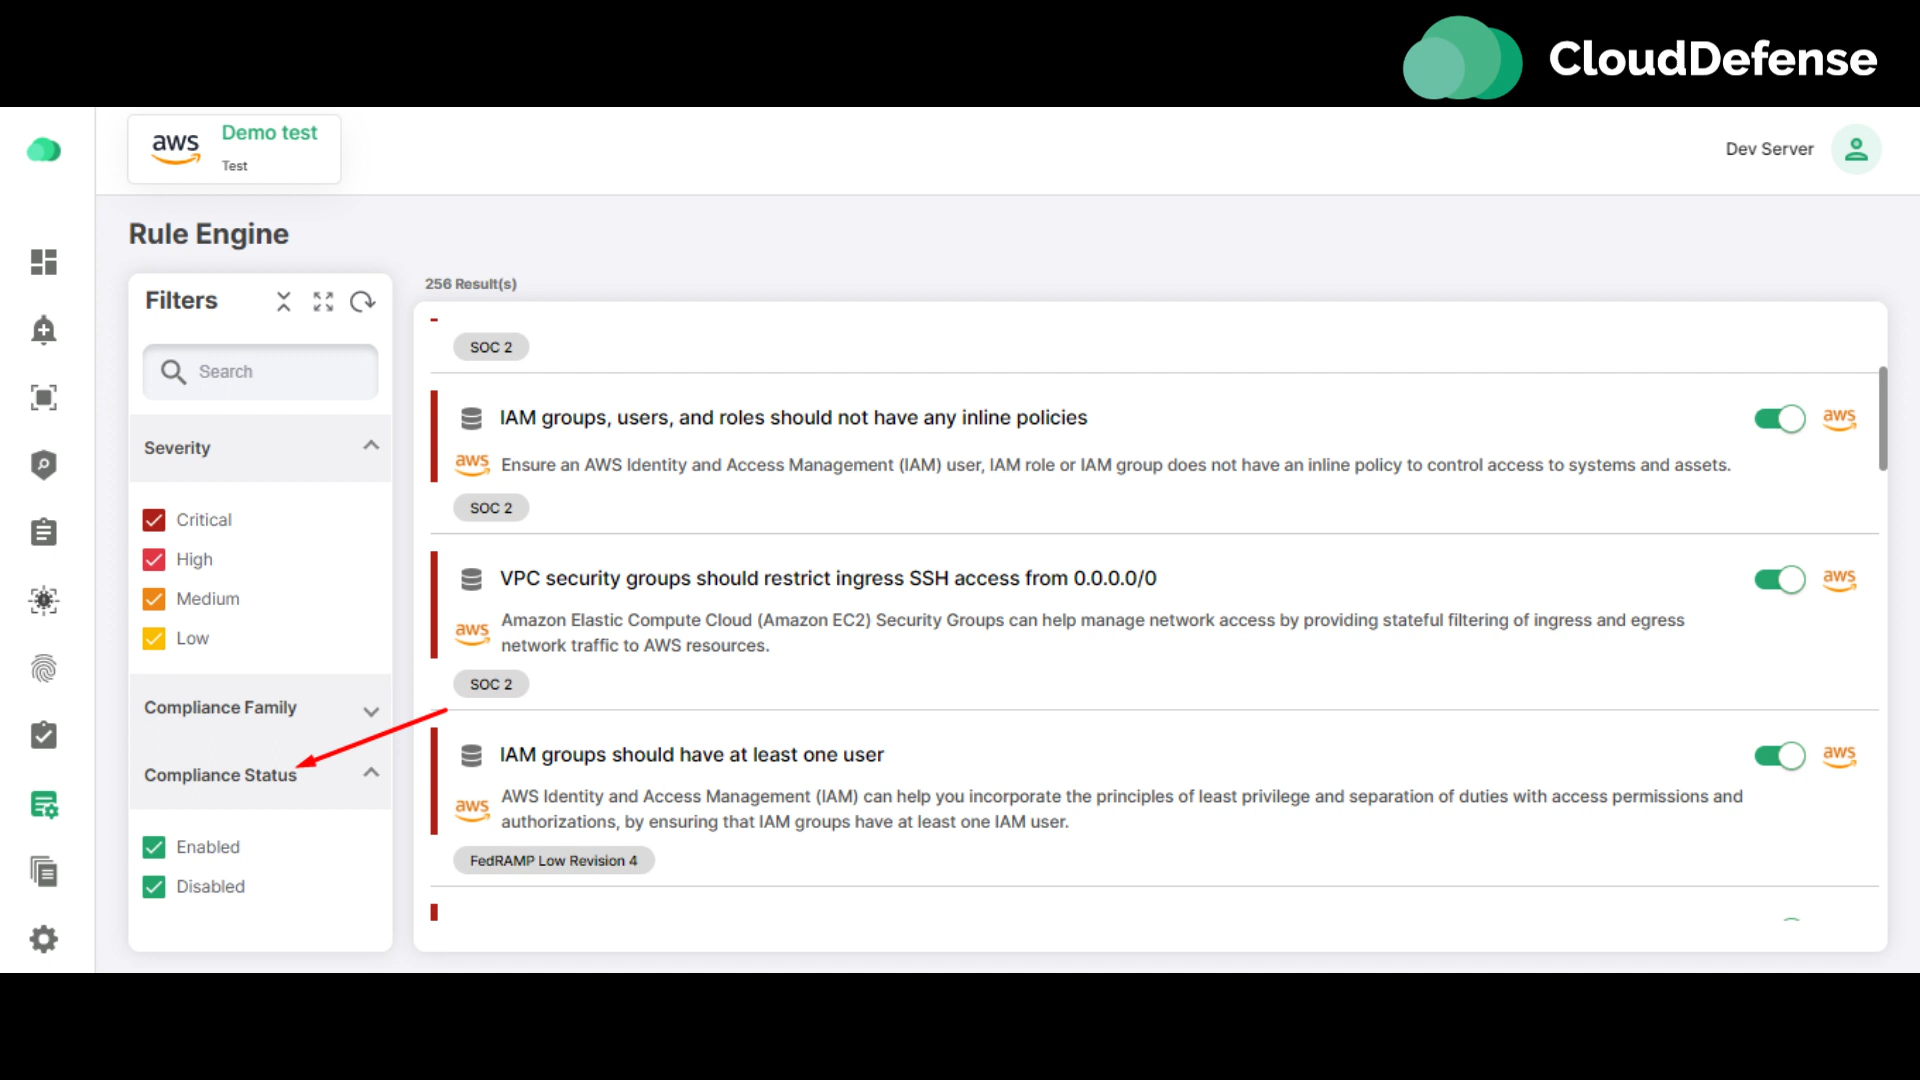 CloudDefense
aws
Demo test
Test
Dev Server
Rule Engine
Filters
Search
Severity
Critical
High
Medium
Low
Compliance Family
Compliance Status
Enabled
Disabled
256 Result(s)
SOC 2
IAM groups, users, and roles should not have any inline policies
aws
aws
Ensure an AWS Identity and Access Management (IAM) user, IAM role or IAM group does not have an inline policy to control access to systems and assets.
SOC 2
VPC security groups should restrict ingress SSH access from 0.0.0.0/0
aws
aws
Amazon Elastic Compute Cloud (Amazon EC2) Security Groups can help manage network access by providing stateful filtering of ingress and egress
network traffic to AWS resources.
SOC 2
IAM groups should have at least one user
aws
aws
AWS Identity and Access Management (IAM) can help you incorporate the principles of least privilege and separation of duties with access permissions and
authorizations, by ensuring that IAM groups have at least one IAM user.
FedRAMP Low Revision 4